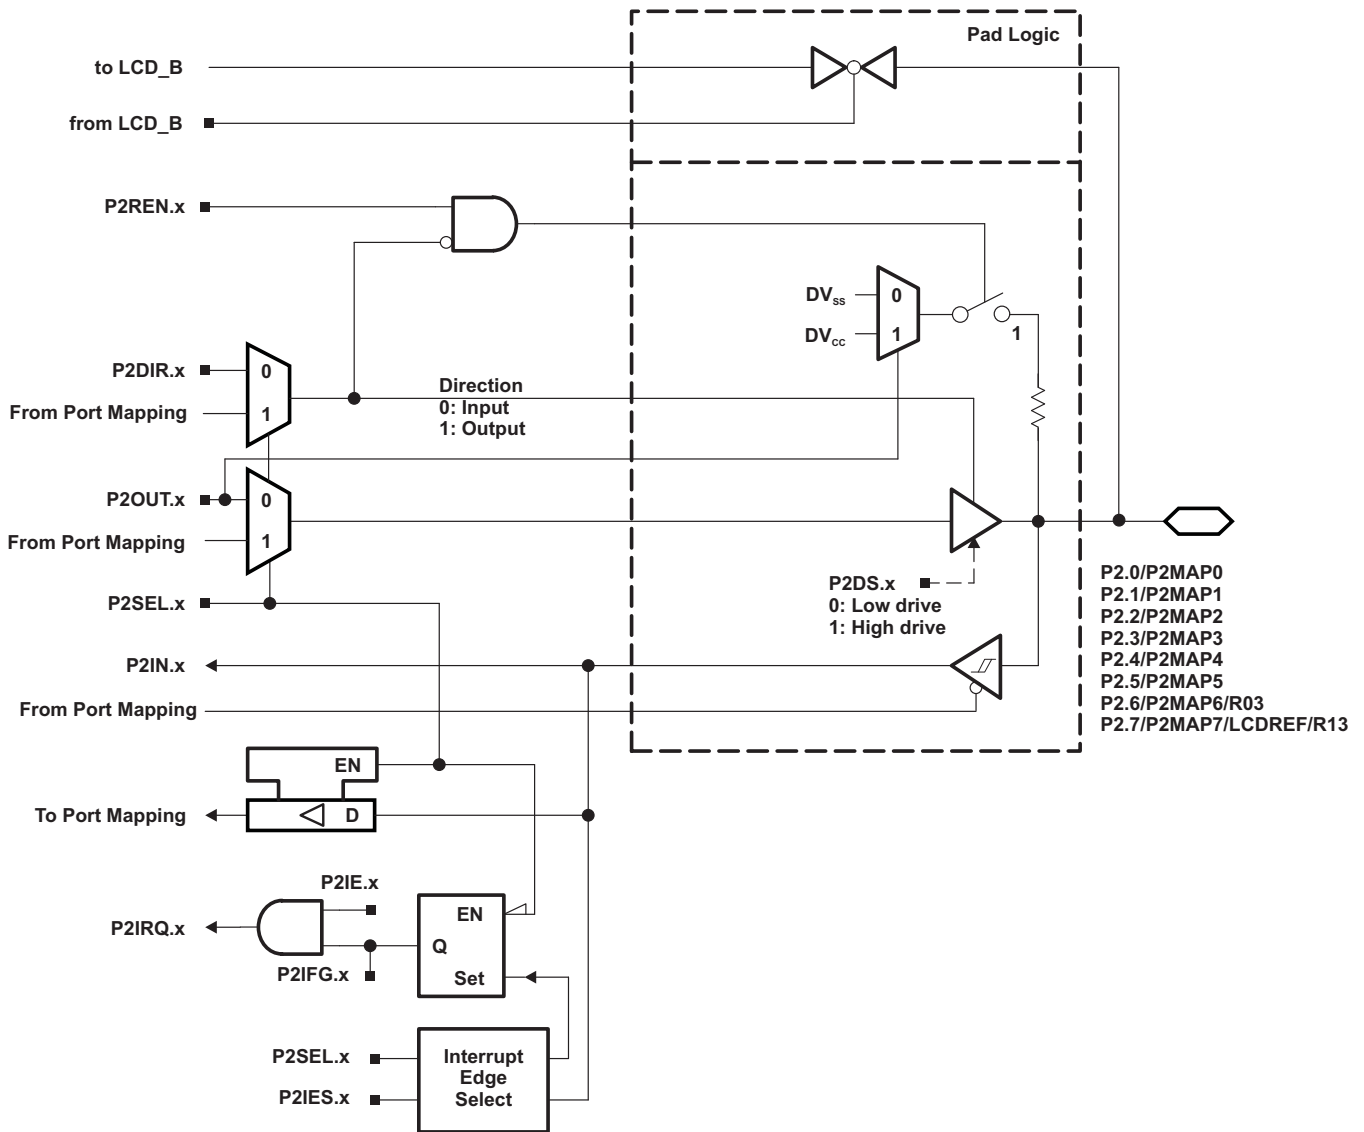 Pad Logic
to LCD_B
from LCD_B
P2REN.x
DVSS
0
DVCC
1
1
P2DIR.x
0
From Port Mapping
1
Direction
0: Input
1: Output
P2OUT.x
0
From Port Mapping
1
P2SEL.x
P2DS.x
0: Low drive
1: High drive
P2.0/P2MAP0
P2.1/P2MAP1
P2.2/P2MAP2
P2.3/P2MAP3
P2.4/P2MAP4
P2.5/P2MAP5
P2.6/P2MAP6/R03
P2.7/P2MAP7/LCDREF/R13
P2IN.x
From Port Mapping
EN
To Port Mapping
D
P2IE.x
P2IRQ.x
EN
Q
P2IFG.x
Set
P2SEL.x
P2IES.x
Interrupt
Edge
Select